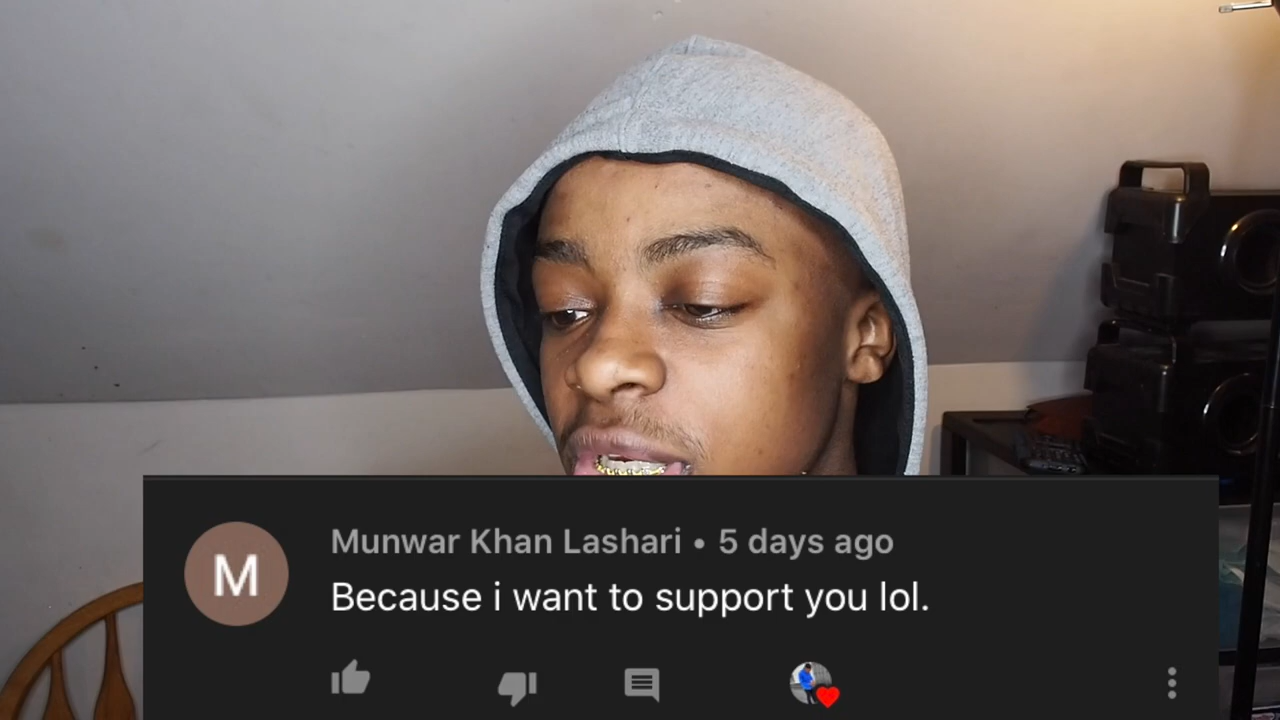 M
Munwar Khan Lashari • 5 days ago
Because i want to support you lol.